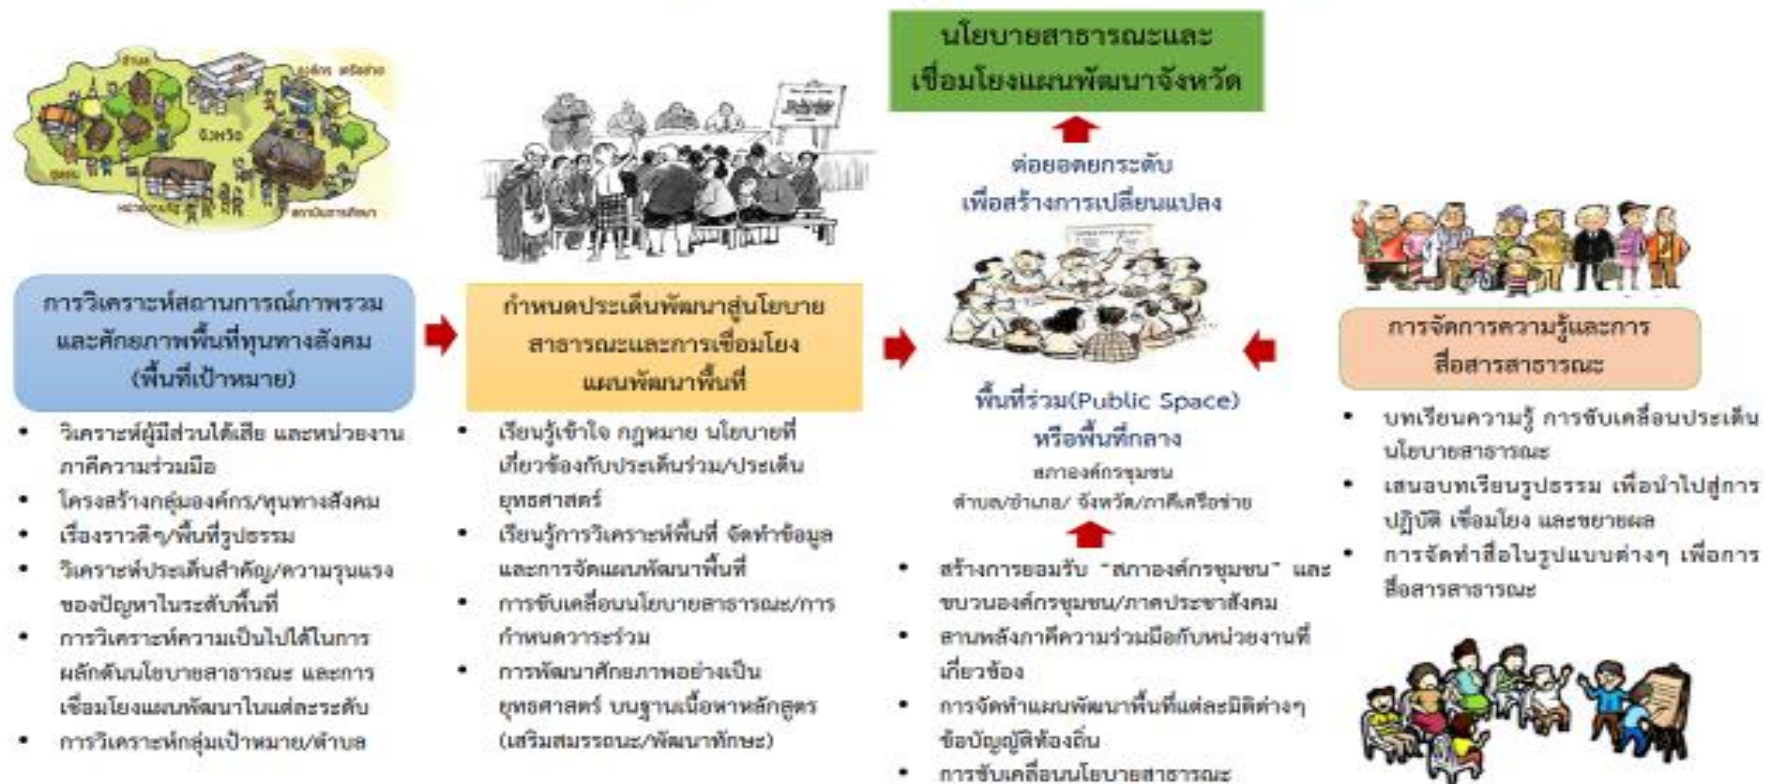 ตำบล
องค์กร เครือข่าย
จังหวัด
ชุมชน
หน่วยงานรัฐ
สถาบันการศึกษา
การวิเคราะห์สถานการณ์ภาพรวม
และศักยภาพพื้นที่ทุนทางสังคม
(พื้นที่เป้าหมาย)
• วิเคราะห์ผู้มีส่วนได้เสีย และหน่วยงาน
ภาคีความร่วมมือ
• โครงสร้างกลุ่มองค์กร/ทุนทางสังคม
• เรื่องราวดีๆ/พื้นที่รูปธรรม
• วิเคราะห์ประเด็นสำคัญ/ความรุนแรง
ของปัญหาในระดับพื้นที่
• การวิเคราะห์ความเป็นไปได้ในการ
ผลักดันนโยบายสาธารณะ และการ
เชื่อมโยงแผนพัฒนาในแต่ละระดับ
• การวิเคราะห์กลุ่มเป้าหมาย/ตำบล
กำหนดประเด็นพัฒนาสู่นโยบาย
สาธารณะและการเชื่อมโยง
แผนพัฒนาพื้นที่
• เรียนรู้เข้าใจ กฎหมาย นโยบายที่
เกี่ยวข้องกับประเด็นร่วม/ประเด็น
ยุทธศาสตร์
• เรียนรู้การวิเคราะห์พื้นที่ จัดทำข้อมูล
และการจัดแผนพัฒนาพื้นที่
• การขับเคลื่อนนโยบายสาธารณะ/การ
กำหนดวาระร่วม
• การพัฒนาศักยภาพอย่างเป็น
ยุทธศาสตร์ บนฐานเนื้อหาหลักสูตร
(เสริมสมรรถนะ/พัฒนาทักษะ)
นโยบายสาธารณะและ
เชื่อมโยงแผนพัฒนาจังหวัด
ต่อยอดยกระดับ
เพื่อสร้างการเปลี่ยนแปลง
พื้นที่ร่วม(Public Space)
หรือพื้นที่กลาง
สภาองค์กรชุมชน
ตำบล/อำเภอ/ จังหวัด/ภาคีเครือข่าย
• สร้างการยอมรับ "สภาองค์กรชุมชน" และ
ขบวนองค์กรชุมชน/ภาคประชาสังคม
• สานพลังภาคีความร่วมมือกับหน่วยงานที่
เกี่ยวข้อง
• การจัดทำแผนพัฒนาพื้นที่แต่ละมิติต่างๆ
ข้อบัญญัติท้องถิ่น
• การขับเคลื่อนนโยบายสาธารณะ
การจัดการความรู้และการ
สื่อสารสาธารณะ
• บทเรียนความรู้ การขับเคลื่อนประเด็น
นโยบายสาธารณะ
• เสนอบทเรียนรูปธรรม เพื่อนำไปสู่การ
ปฏิบัติ เชื่อมโยง และขยายผล
• การจัดทำสื่อในรูปแบบต่างๆ เพื่อการ
สื่อสารสาธารณะ